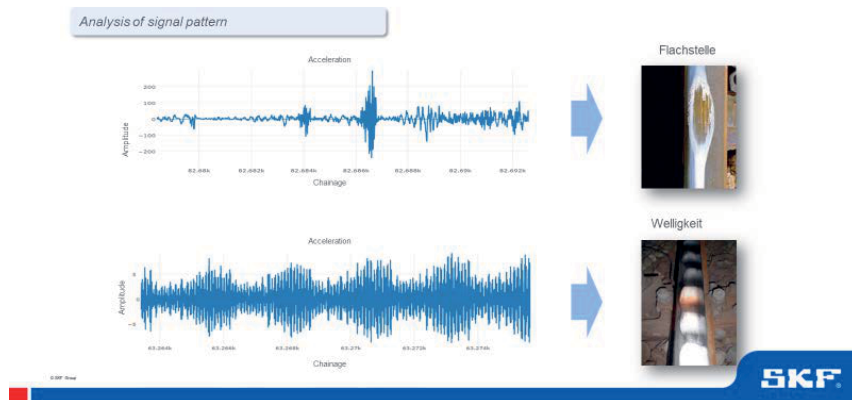 Analysis of signal pattern
Flachstelle
Acceleration
200
100
0
−100
−200
Amplitude
82.68k 82.682k 82.684k 82.686k 82.688k 82.69k 82.692k
Chainage
Welligkeit
Acceleration
0
Amplitude
63.264k 63.266k 63.268k 63.27k 63.272k 63.274k
Chainage
SKF